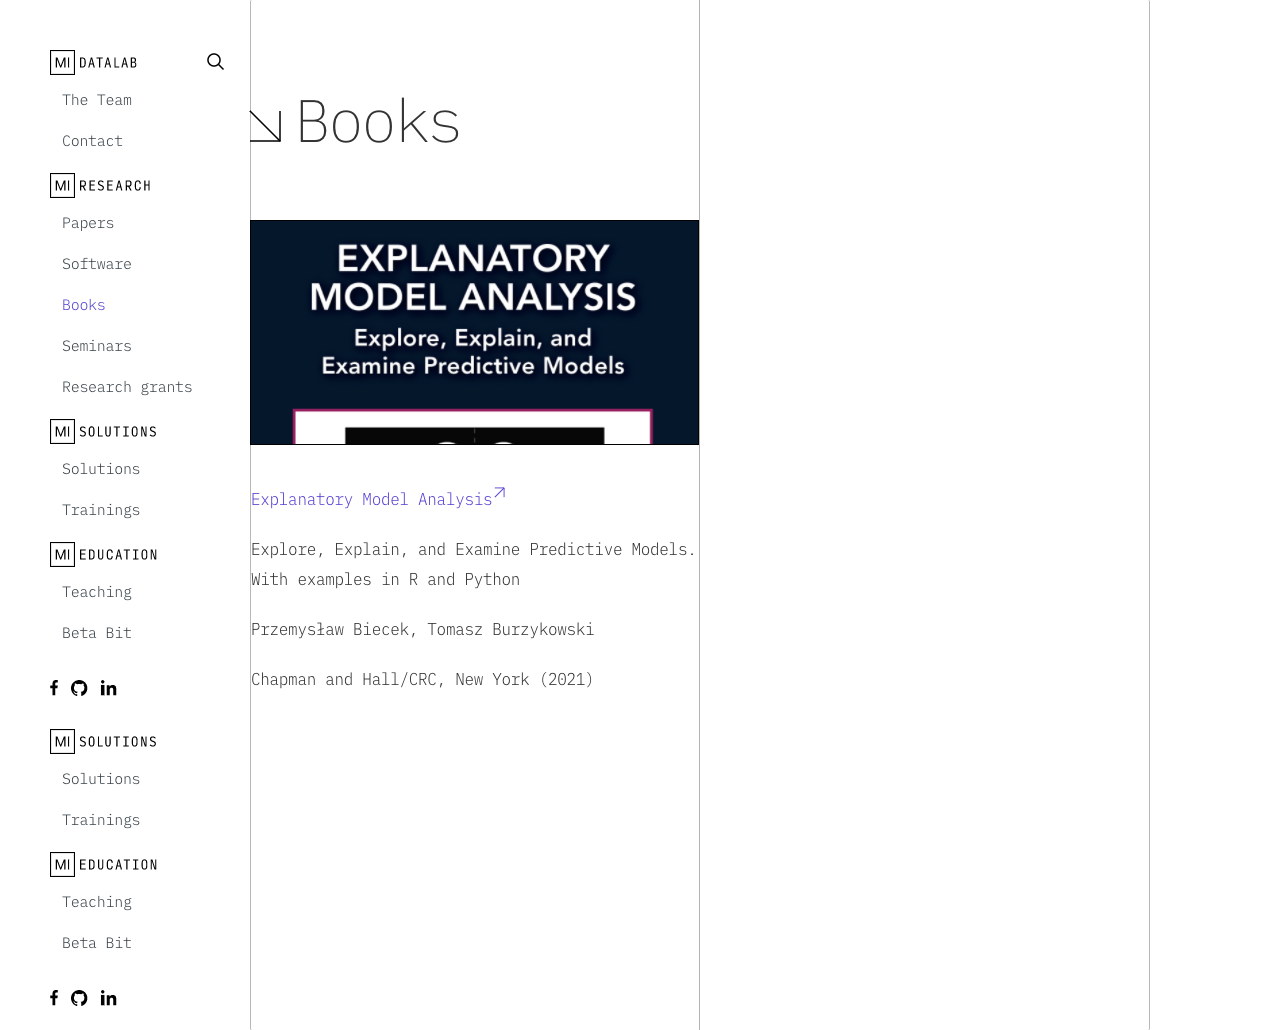 MI DATALAB
The Team
Contact
MI RESEARCH
Papers
Software
Books
Seminars
Research grants
MI SOLUTIONS
Solutions
Trainings
MI EDUCATION
Teaching
Beta Bit
MI SOLUTIONS
Solutions
Trainings
MI EDUCATION
Teaching
Beta Bit
Books
EXPLANATORY
MODEL ANALYSIS
Explore, Explain, and
Examine Predictive Models
Explanatory Model Analysis
Explore, Explain, and Examine Predictive Models.
With examples in R and Python
Przemysław Biecek, Tomasz Burzykowski
Chapman and Hall/CRC, New York (2021)